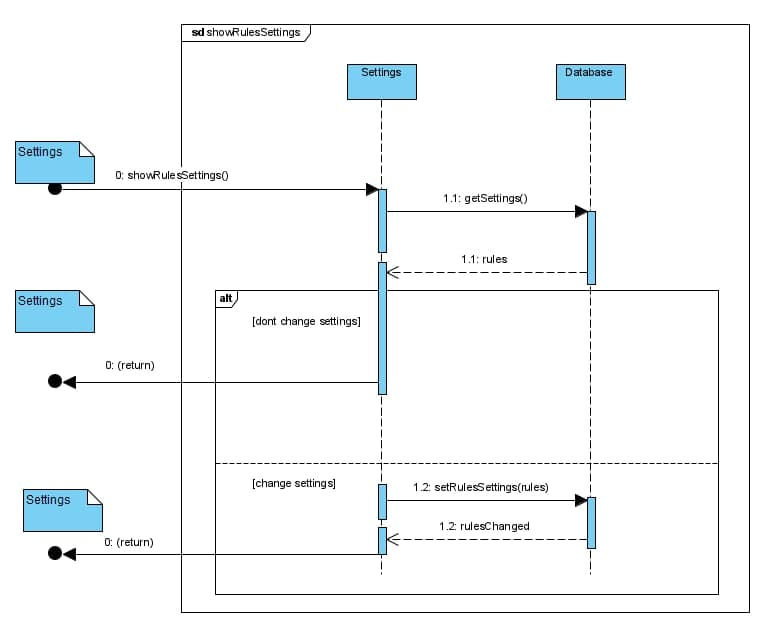 sd showRulesSettings
Settings
Database
Settings
0: showRulesSettings()
1.1: getSettings()
1.1: rules
Settings
alt
[dont change settings]
0: (return)
[change settings]
1.2: setRulesSettings(rules)
Settings
1.2: rulesChanged
0: (return)